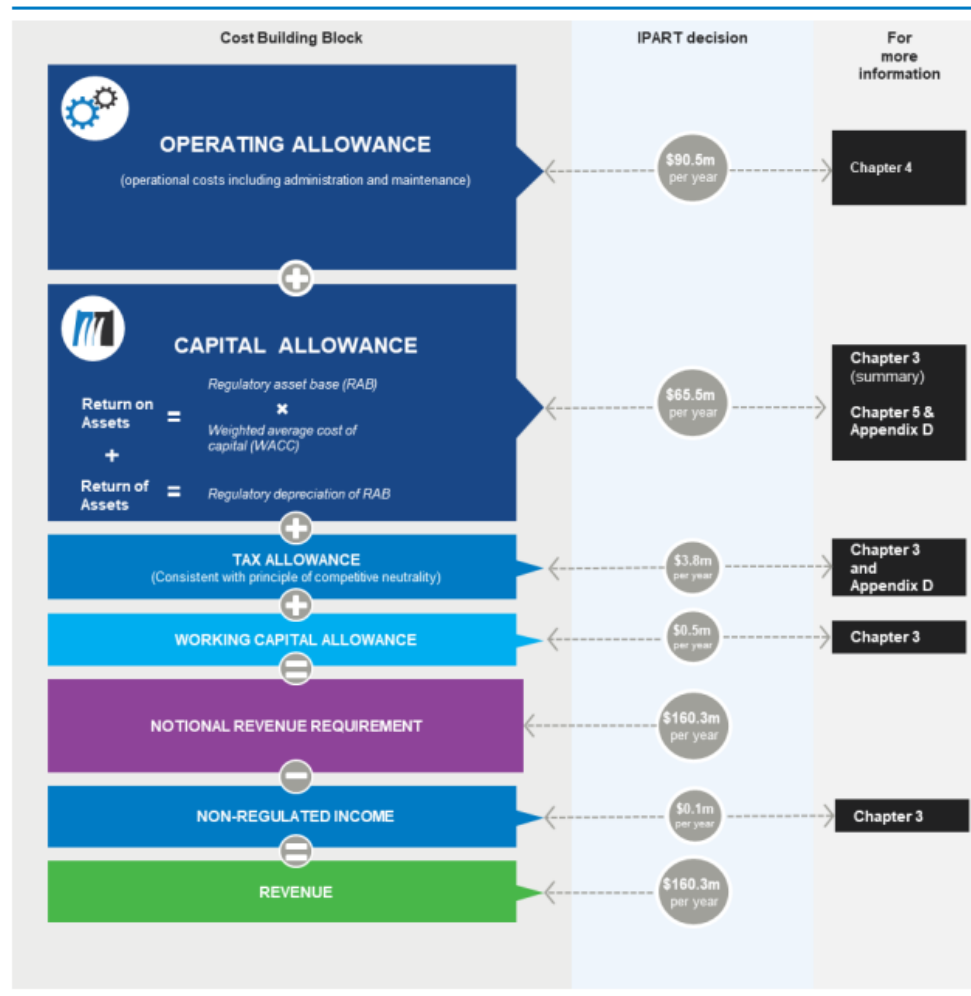 Cost Building Block
IPART decision
For
more
information
OPERATING ALLOWANCE
(operational costs including administration and maintenance)
$90.5m
per year
Chapter 4
+
CAPITAL ALLOWANCE
Return on
Assets
=
Regulatory asset base (RAB)
×
Weighted average cost of
capital (WACC)
+
Return of
Assets
=
Regulatory depreciation of RAB
$65.5m
per year
Chapter 3
(summary)
Chapter 5 &
Appendix D
+
TAX ALLOWANCE
(Consistent with principle of competitive neutrality)
$3.8m
per year
Chapter 3
and
Appendix D
+
WORKING CAPITAL ALLOWANCE
$0.5m
per year
Chapter 3
=
NOTIONAL REVENUE REQUIREMENT
$160.3m
per year
−
NON-REGULATED INCOME
$0.1m
per year
Chapter 3
=
REVENUE
$160.3m
per year